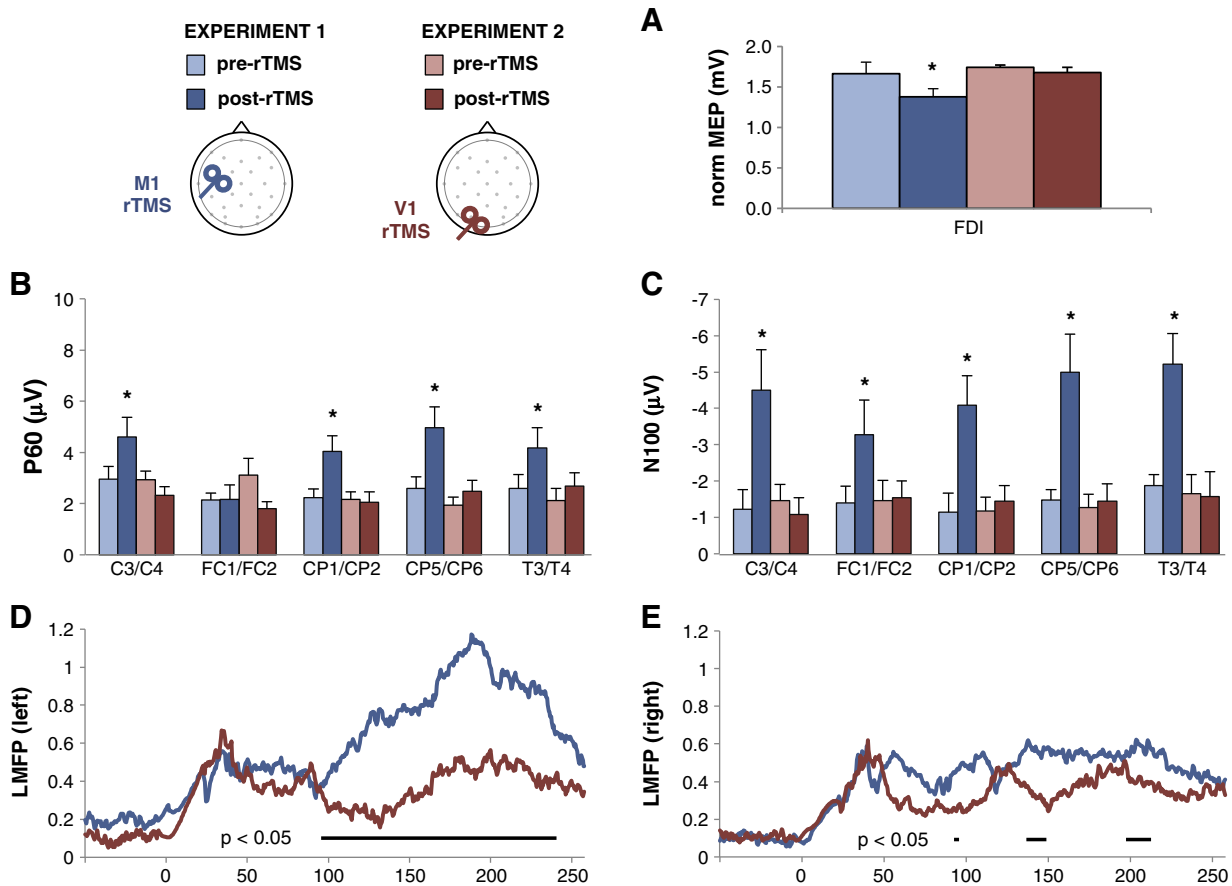 EXPERIMENT 1
pre-rTMS
post-rTMS
M1
rTMS
EXPERIMENT 2
pre-rTMS
post-rTMS
V1
rTMS
A
norm MEP (mV)
2.0
1.5
1.0
0.5
0.0
*
FDI
B
P60 (μV)
10
8
6
4
2
0
* * * *
C3/C4 FC1/FC2 CP1/CP2 CP5/CP6 T3/T4
C
N100 (μV)
-7
-6
-5
-4
-3
-2
-1
0
* * * * *
C3/C4 FC1/FC2 CP1/CP2 CP5/CP6 T3/T4
D
LMFP (left)
1.2
1
0.8
0.6
0.4
0.2
0
p < 0.05
0 50 100 150 200 250
E
LMFP (right)
1.2
1
0.8
0.6
0.4
0.2
0
p < 0.05
0 50 100 150 200 250